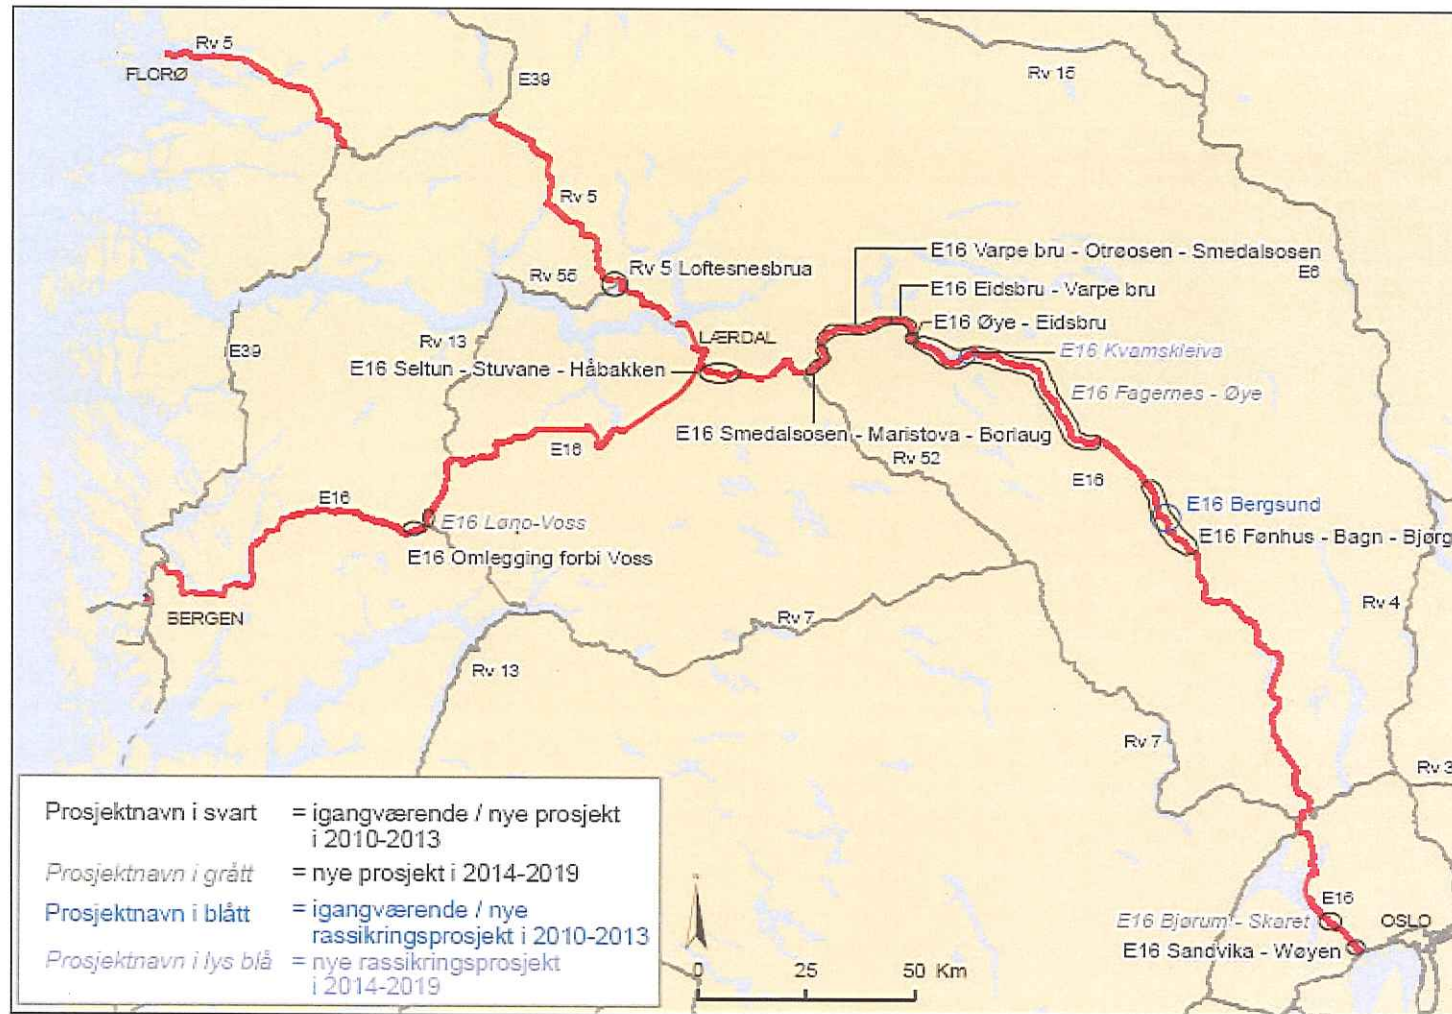 Rv 5
FLORØ
E39
Rv 15
Rv 5
E16 Varpe bru - Otrøosen - Smedalsosen
E6
Rv 55
Rv 5 Loftesnesbrua
E16 Eidsbru - Varpe bru
E16 Øye - Eidsbru
Rv 13
LÆRDAL
E39
E16 Kvamskleiva
E16 Seltun - Stuvane - Håbakken
E16 Fagernes - Øye
E16 Smedalsosen - Maristova - Borlaug
E16
Rv 52
E16
E16
E16 Bergsund
E16 Løno-Voss
E16 Fønhus - Bagn - Bjørg
E16 Omlegging forbi Voss
BERGEN
Rv 7
Rv 4
Rv 13
Rv 7
Rv 3
Prosjektnavn i svart = igangværende / nye prosjekt
i 2010-2013
Prosjektnavn i grått = nye prosjekt i 2014-2019
Prosjektnavn i blått = igangværende / nye
rassikringsprosjekt i 2010-2013
Prosjektnavn i lys blå = nye rassikringsprosjekt
i 2014-2019
E16
E16 Bjørum - Skaret
OSLO
E16 Sandvika - Wøyen
0 25 50 Km